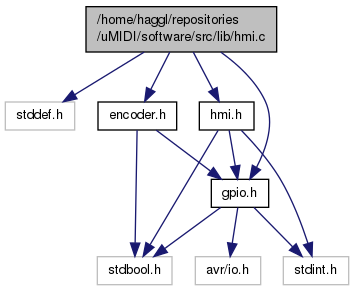 /home/haggl/repositories
/uMIDI/software/src/lib/hmi.c
stddef.h
encoder.h
hmi.h
gpio.h
stdbool.h
avr/io.h
stdint.h